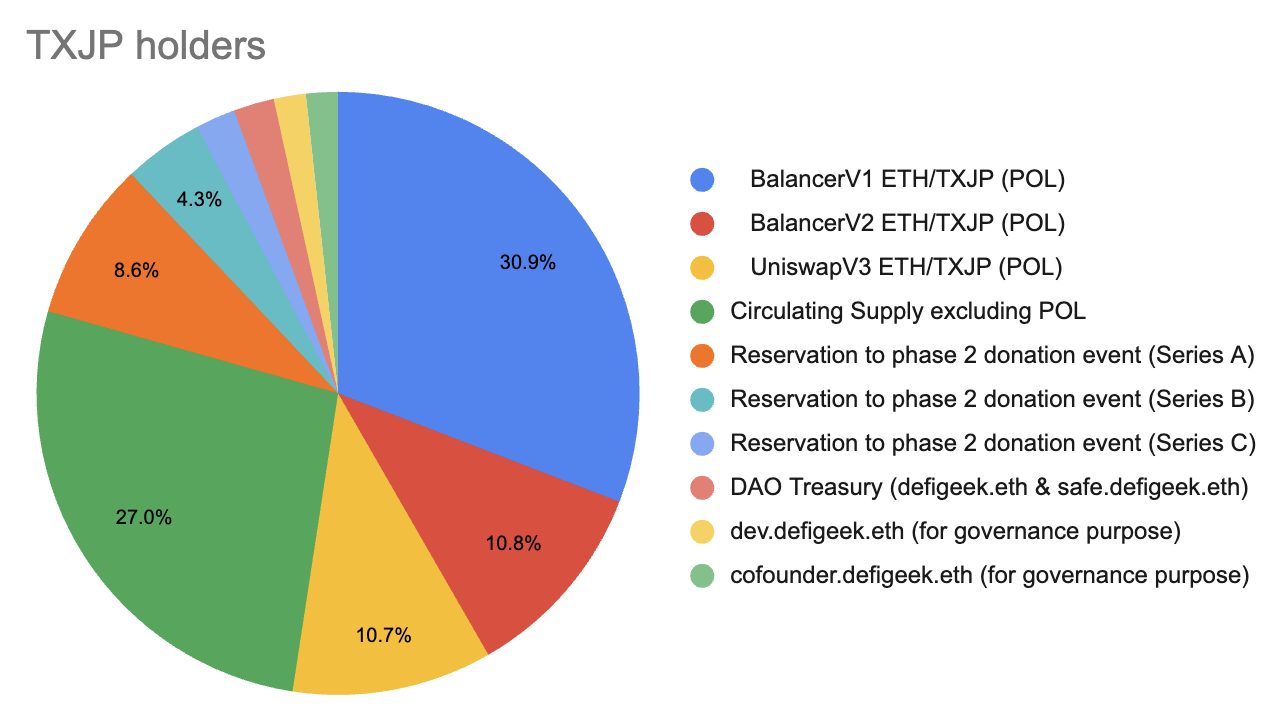 TXJP holders
30.9%
10.8%
10.7%
27.0%
8.6%
4.3%
BalancerV1 ETH/TXJP (POL)
BalancerV2 ETH/TXJP (POL)
UniswapV3 ETH/TXJP (POL)
Circulating Supply excluding POL
Reservation to phase 2 donation event (Series A)
Reservation to phase 2 donation event (Series B)
Reservation to phase 2 donation event (Series C)
DAO Treasury (defigeek.eth & safe.defigeek.eth)
dev.defigeek.eth (for governance purpose)
cofounder.defigeek.eth (for governance purpose)